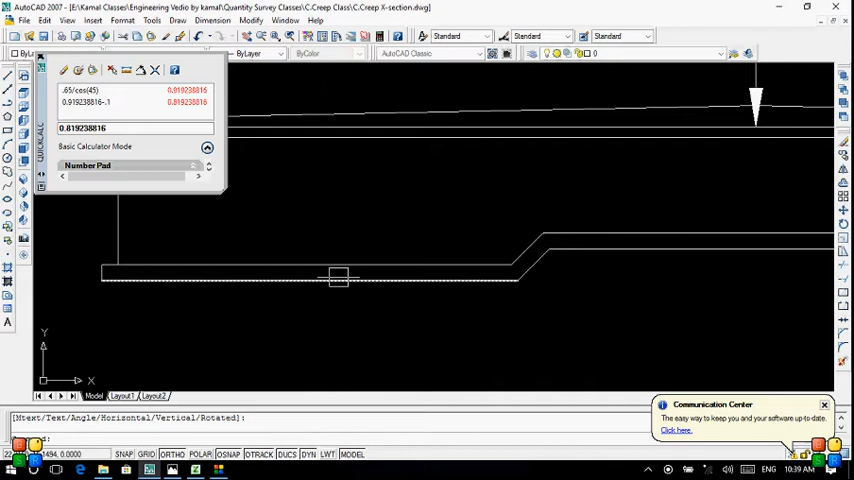 AutoCAD 2007 - [E:\Kamal Classes\Engineering Vedio by kamal\Quantity Survey Classes\C.Creep Class\C.Creep X-section.dwg]
File Edit View Insert Format Tools Draw Dimension Modify Window Help
Standard Standard Standard
ByLayer ByColor AutoCAD Classic 0
.65/cos(45) 0.919238816
0.919238816-.1 0.819238816
0.819238816
Basic Calculator Mode
Number Pad
QUICKCALC
Y
X
Model Layout1 Layout2
Communication Center
The easy way to keep you and your software up-to-date.
Click here.
[Mtext/Text/Angle/Horizontal/Vertical/Rotated]:
SNAP GRID ORTHO POLAR OSNAP OTRACK DUCS DYN LWT MODEL
ENG 10:39 AM